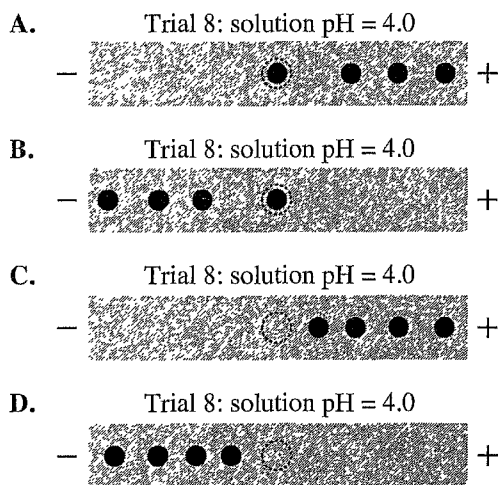 A. Trial 8: solution pH = 4.0
− +
B. Trial 8: solution pH = 4.0
− +
C. Trial 8: solution pH = 4.0
− +
D. Trial 8: solution pH = 4.0
− +